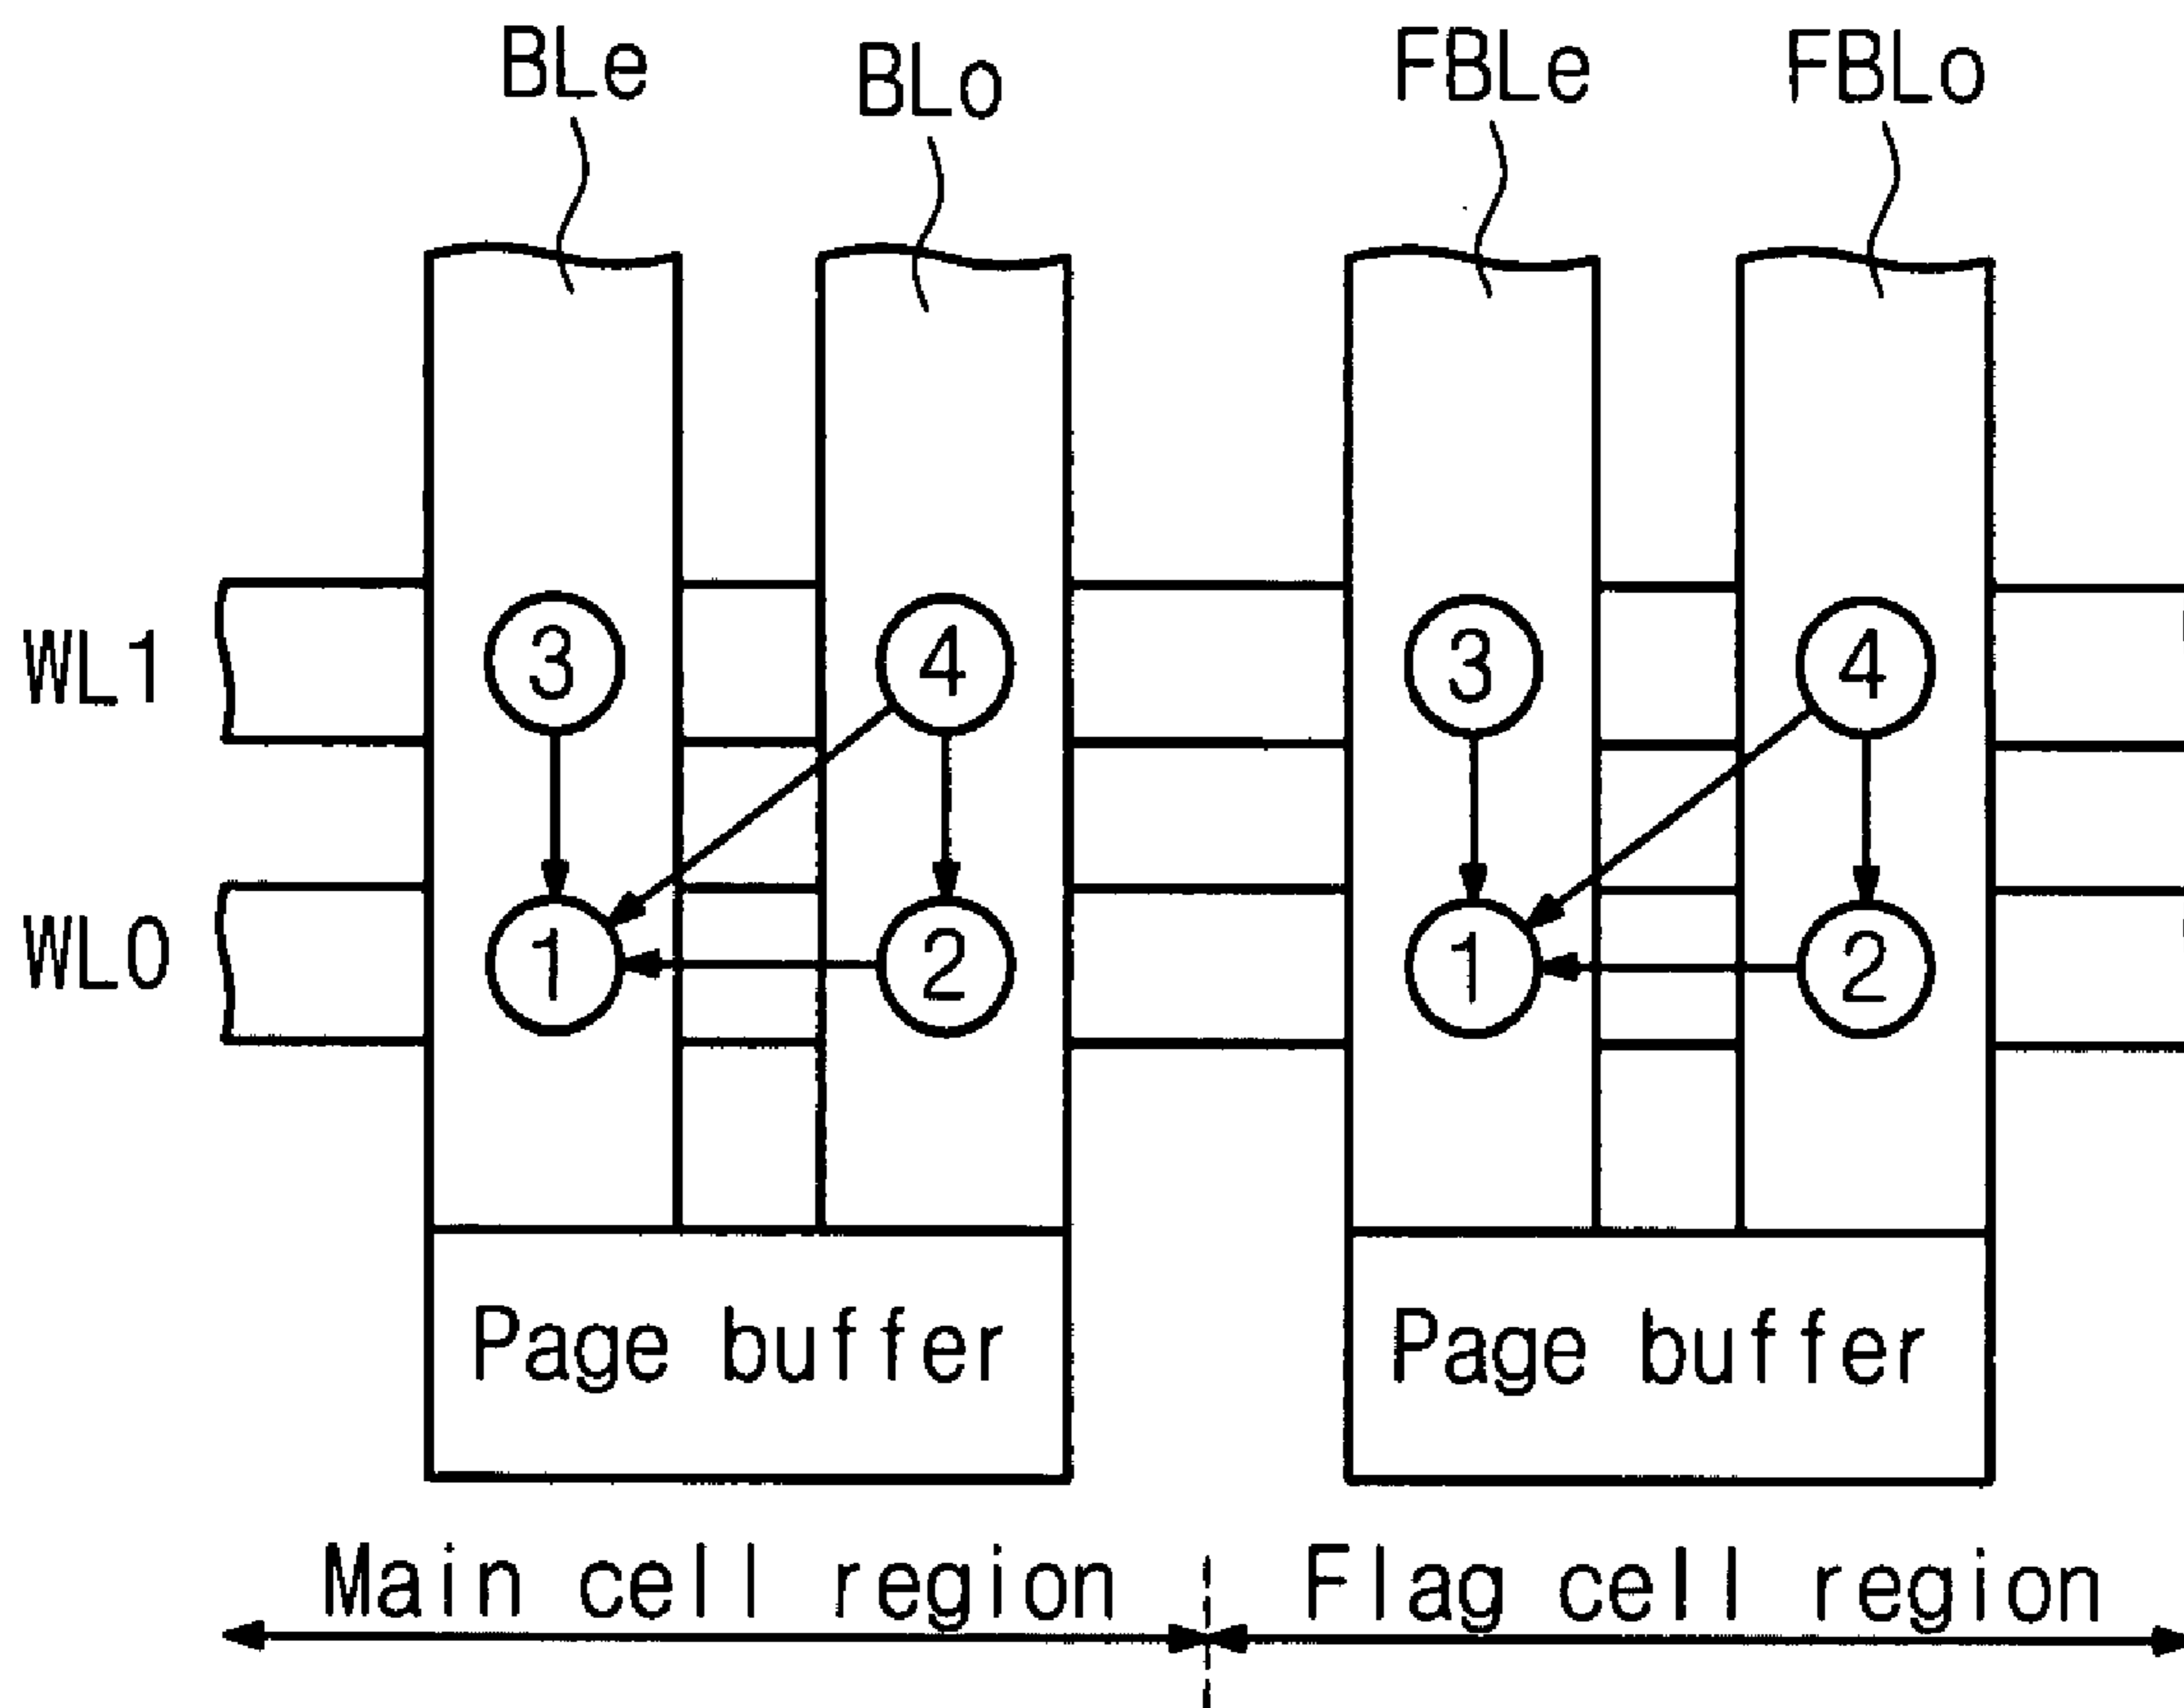 BLe BLo FBLe FBLo
WL1 3 4 3 4
WL0 1 2 1 2
Page buffer Page buffer
Main cell region Flag cell region